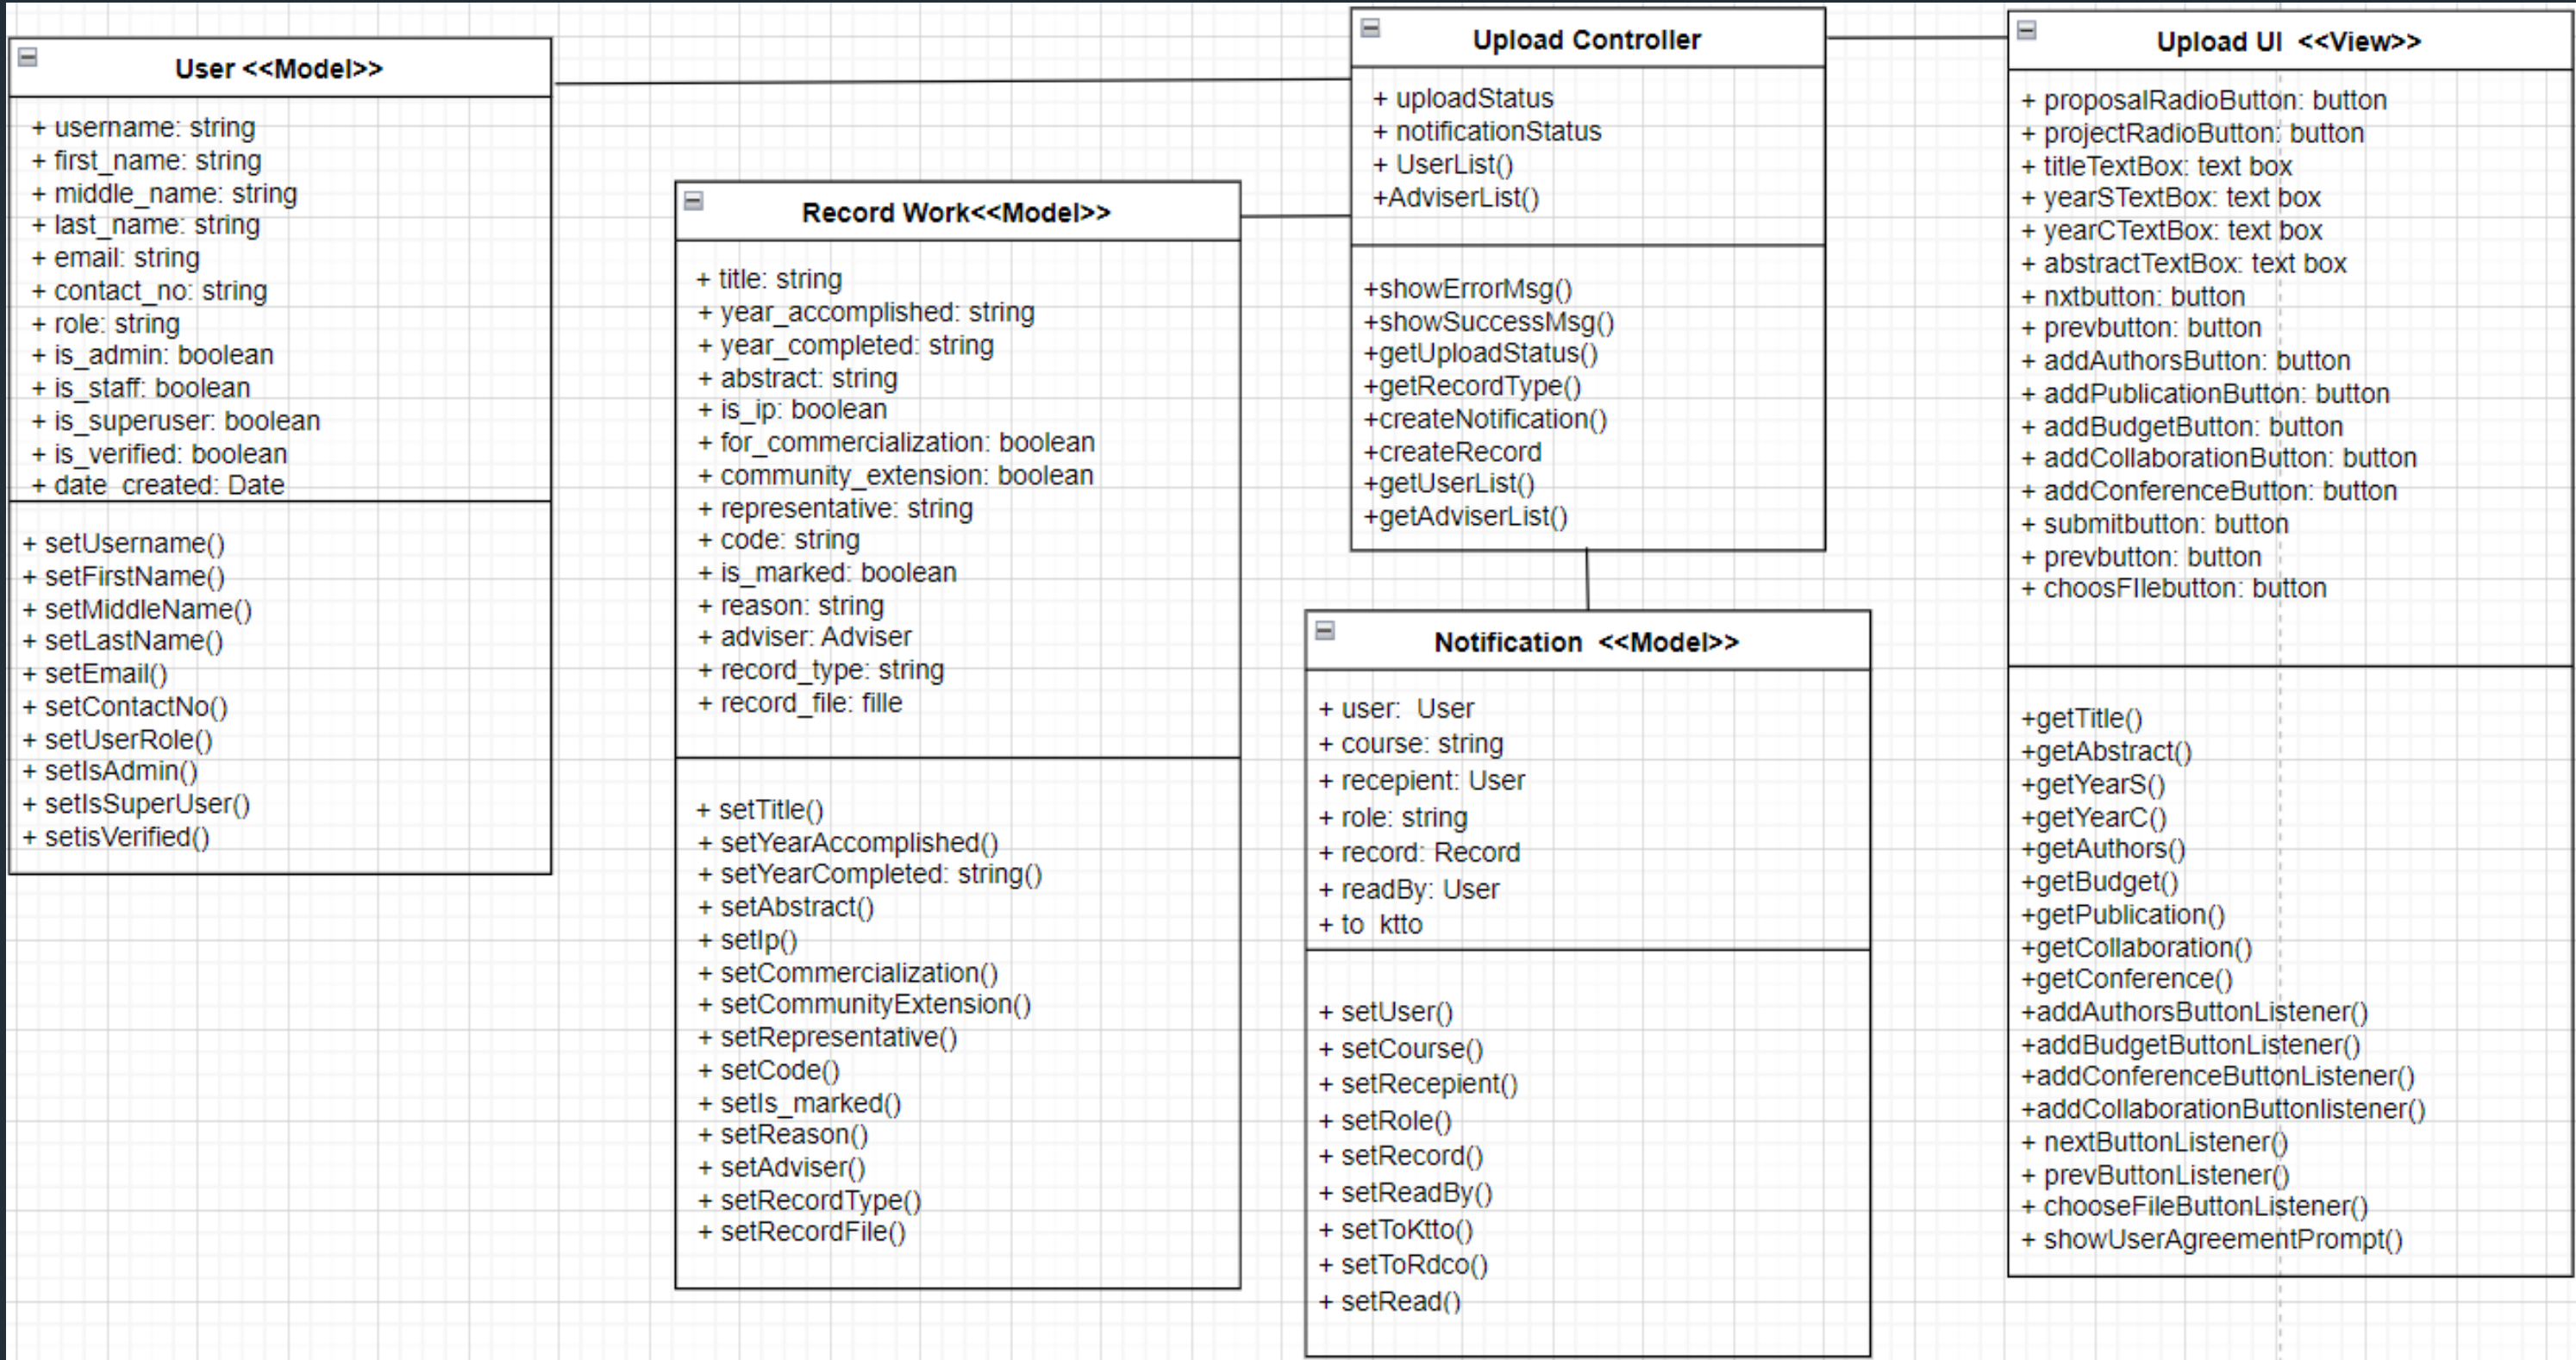 User <<Model>>
+ username: string
+ first_name: string
+ middle_name: string
+ last_name: string
+ email: string
+ contact_no: string
+ role: string
+ is_admin: boolean
+ is_staff: boolean
+ is_superuser: boolean
+ is_verified: boolean
+ date_created: Date
+ setUsername()
+ setFirstName()
+ setMiddleName()
+ setLastName()
+ setEmail()
+ setContactNo()
+ setUserRole()
+ setIsAdmin()
+ setIsSuperUser()
+ setisVerified()
Record Work<<Model>>
+ title: string
+ year_accomplished: string
+ year_completed: string
+ abstract: string
+ is_ip: boolean
+ for_commercialization: boolean
+ community_extension: boolean
+ representative: string
+ code: string
+ is_marked: boolean
+ reason: string
+ adviser: Adviser
+ record_type: string
+ record_file: fille
+ setTitle()
+ setYearAccomplished()
+ setYearCompleted: string()
+ setAbstract()
+ setIp()
+ setCommercialization()
+ setCommunityExtension()
+ setRepresentative()
+ setCode()
+ setIs_marked()
+ setReason()
+ setAdviser()
+ setRecordType()
+ setRecordFile()
Upload Controller
+ uploadStatus
+ notificationStatus
+ UserList()
+AdviserList()
+showErrorMsg()
+showSuccessMsg()
+getUploadStatus()
+getRecordType()
+createNotification()
+createRecord
+getUserList()
+getAdviserList()
Notification <<Model>>
+ user: User
+ course: string
+ recepient: User
+ role: string
+ record: Record
+ readBy: User
+ to_ktto
+ setUser()
+ setCourse()
+ setRecepient()
+ setRole()
+ setRecord()
+ setReadBy()
+ setToKtto()
+ setToRdco()
+ setRead()
Upload UI <<View>>
+ proposalRadioButton: button
+ projectRadioButton: button
+ titleTextBox: text box
+ yearSTextBox: text box
+ yearCTextBox: text box
+ abstractTextBox: text box
+ nxtbutton: button
+ prevbutton: button
+ addAuthorsButton: button
+ addPublicationButton: button
+ addBudgetButton: button
+ addCollaborationButton: button
+ addConferenceButton: button
+ submitbutton: button
+ prevbutton: button
+ choosFIlebutton: button
+getTitle()
+getAbstract()
+getYearS()
+getYearC()
+getAuthors()
+getBudget()
+getPublication()
+getCollaboration()
+getConference()
+addAuthorsButtonListener()
+addBudgetButtonListener()
+addConferenceButtonListener()
+addCollaborationButtonlistener()
+ nextButtonListener()
+ prevButtonListener()
+ chooseFileButtonListener()
+ showUserAgreementPrompt()